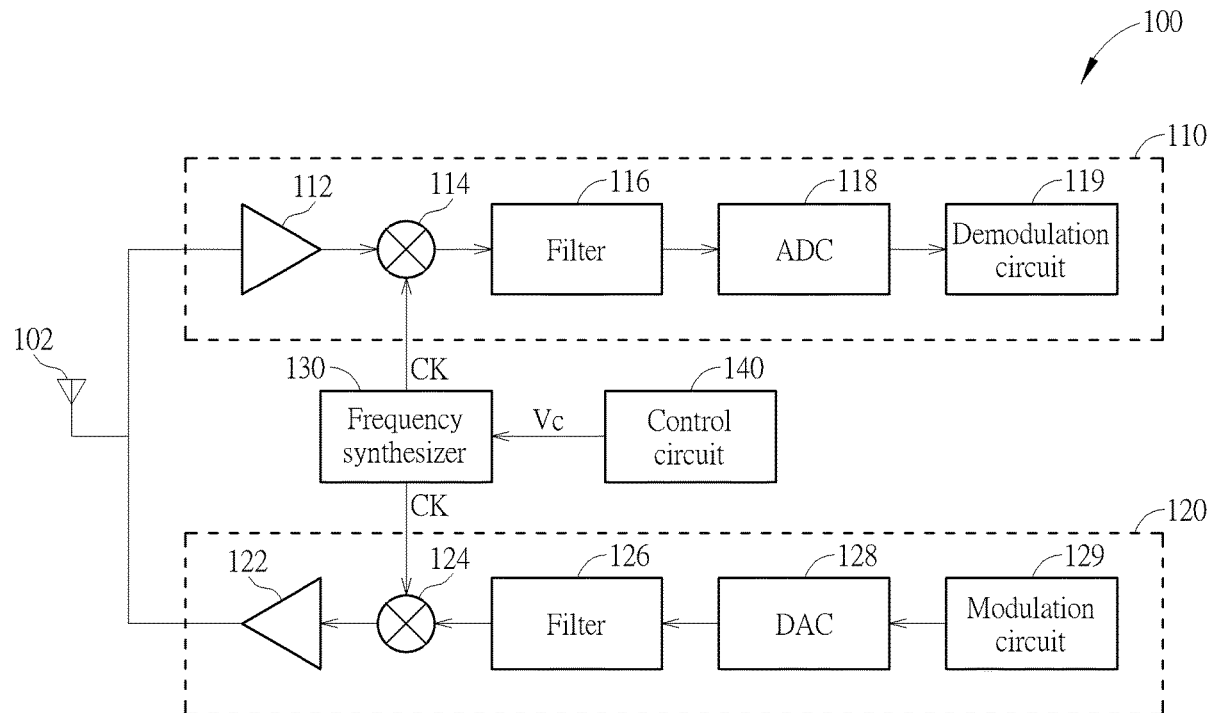 100
110
112
114
116
118
119
Filter
ADC
Demodulation
circuit
102
130
CK
140
Frequency
synthesizer
Vc
Control
circuit
CK
120
122
124
126
128
129
Filter
DAC
Modulation
circuit